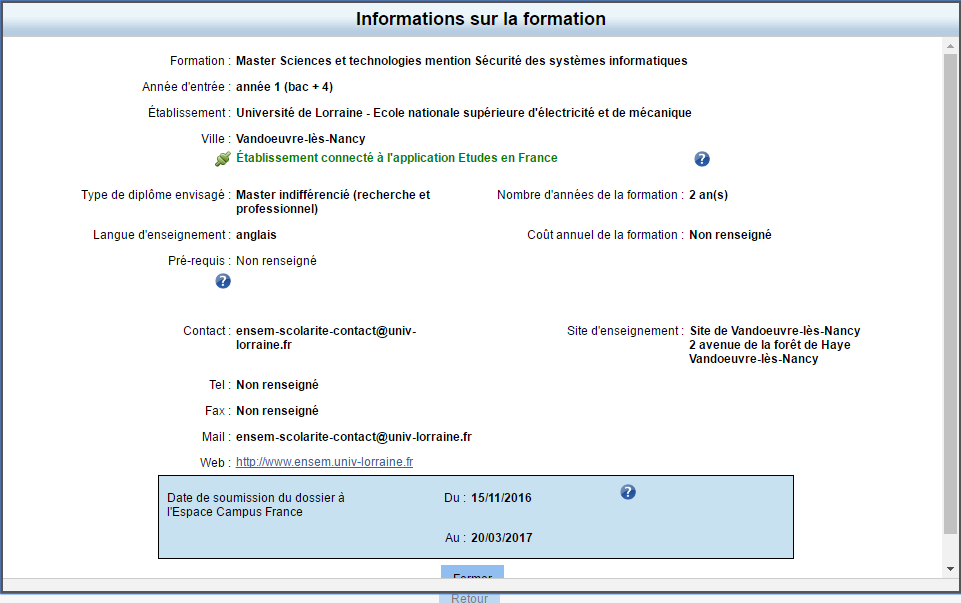 Informations sur la formation
Formation : Master Sciences et technologies mention Sécurité des systèmes informatiques
Année d'entrée : année 1 (bac + 4)
Établissement : Université de Lorraine - Ecole nationale supérieure d'électricité et de mécanique
Ville : Vandoeuvre-lès-Nancy
Établissement connecté à l'application Etudes en France ?
Type de diplôme envisagé : Master indifférencié (recherche et
professionnel)
Nombre d'années de la formation : 2 an(s)
Langue d'enseignement : anglais
Coût annuel de la formation : Non renseigné
Pré-requis : Non renseigné
?
Contact : ensem-scolarite-contact@univ-
lorraine.fr
Site d'enseignement : Site de Vandoeuvre-lès-Nancy
2 avenue de la forêt de Haye
Vandoeuvre-lès-Nancy
Tel : Non renseigné
Fax : Non renseigné
Mail : ensem-scolarite-contact@univ-lorraine.fr
Web : http://www.ensem.univ-lorraine.fr
Date de soumission du dossier à
l'Espace Campus France
Du : 15/11/2016 ?
Au : 20/03/2017
Fermer
Retour